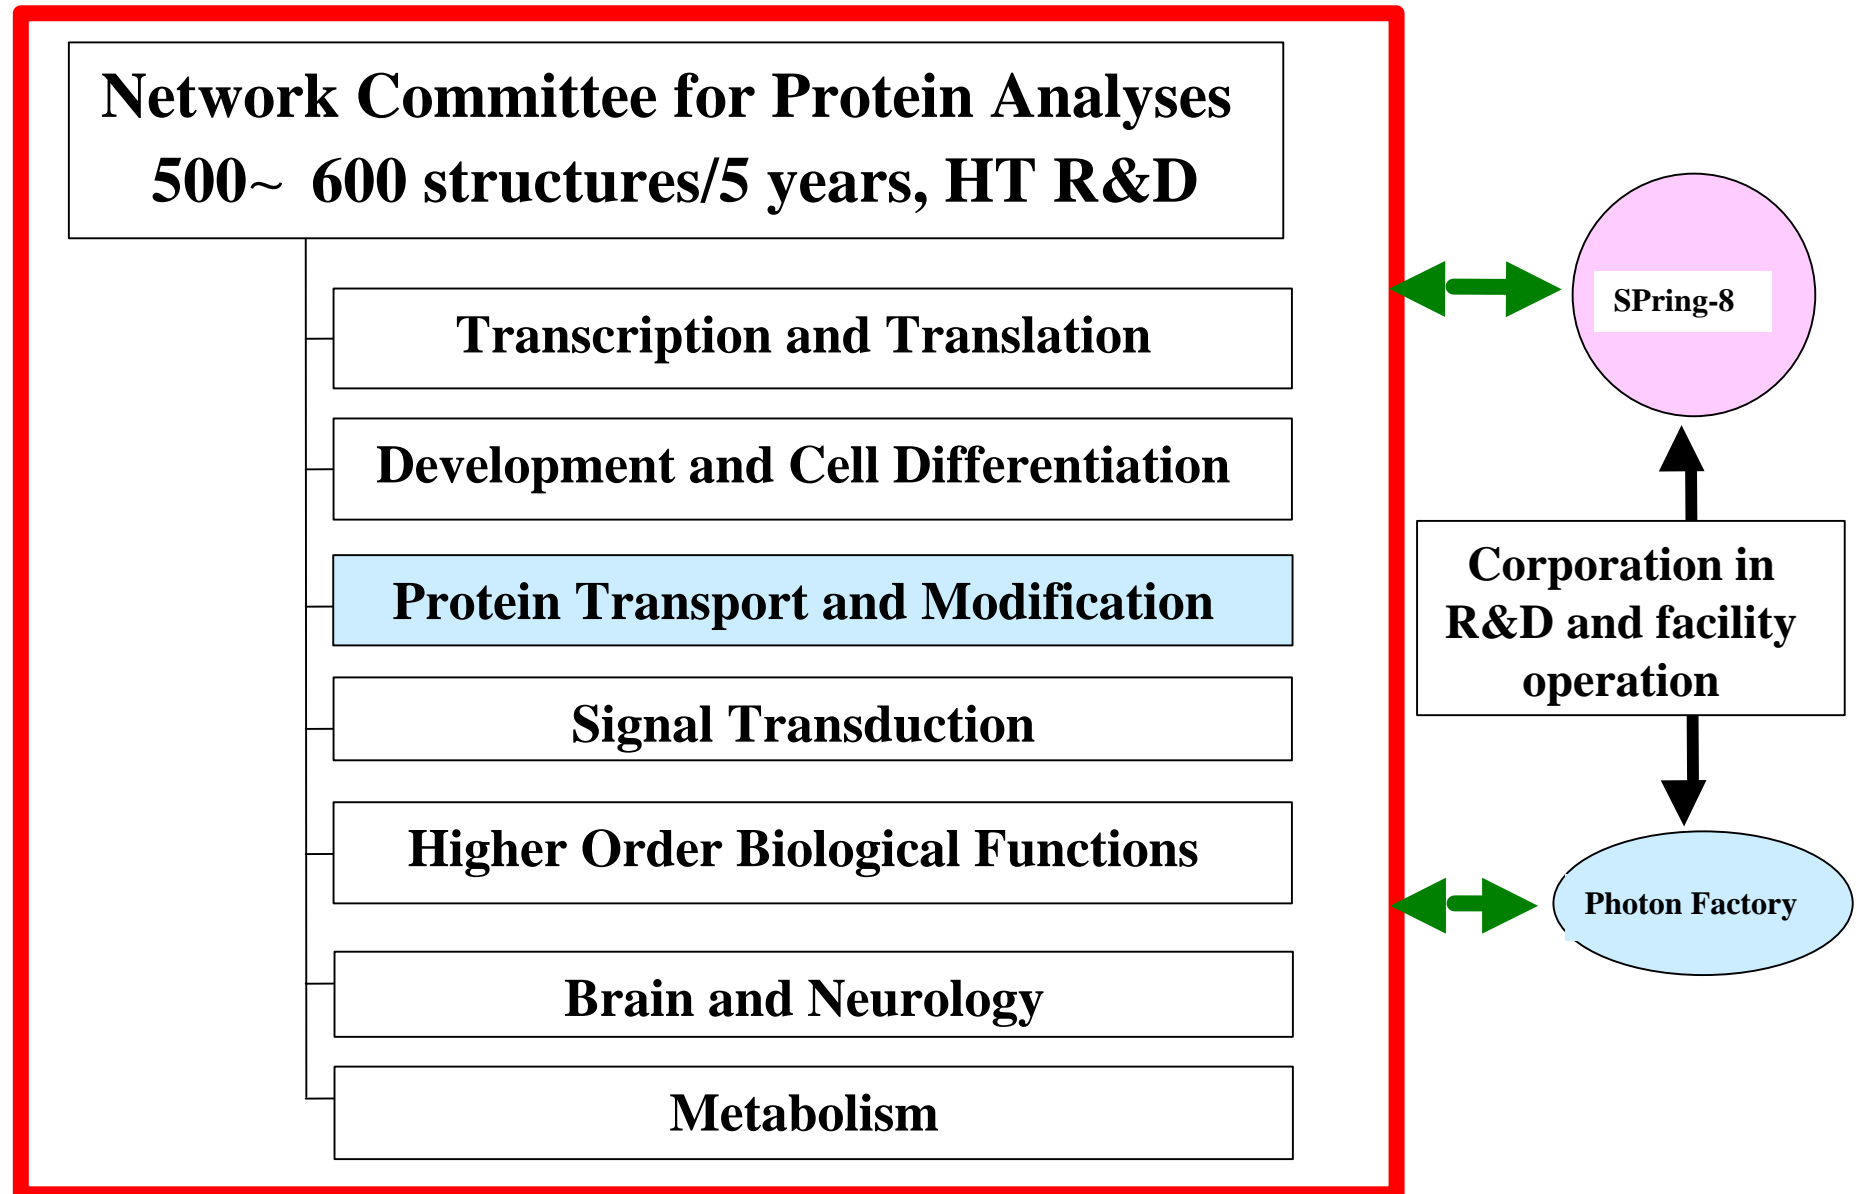 Network Committee for Protein Analyses
500~ 600 structures/5 years, HT R&D
Transcription and Translation
Development and Cell Differentiation
Protein Transport and Modification
Signal Transduction
Higher Order Biological Functions
Brain and Neurology
Metabolism
SPring-8
Corporation in
R&D and facility
operation
Photon Factory